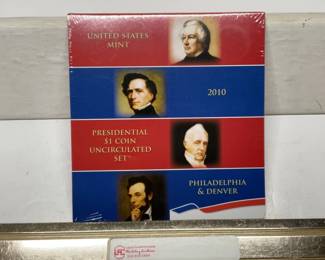 UNITED STATES
MINT
2010
PRESIDENTIAL
$1 COIN
UNCIRCULATED
SET
PHILADELPHIA
& DENVER